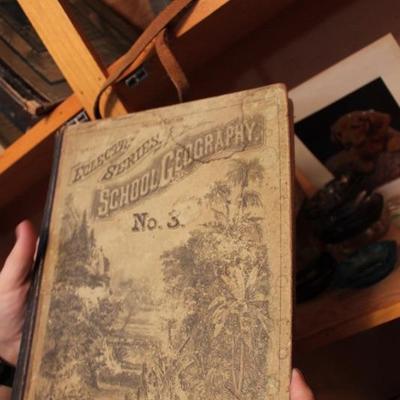 ECLECTIC
SERIES
SCHOOL GEOGRAPHY.
No. 3.